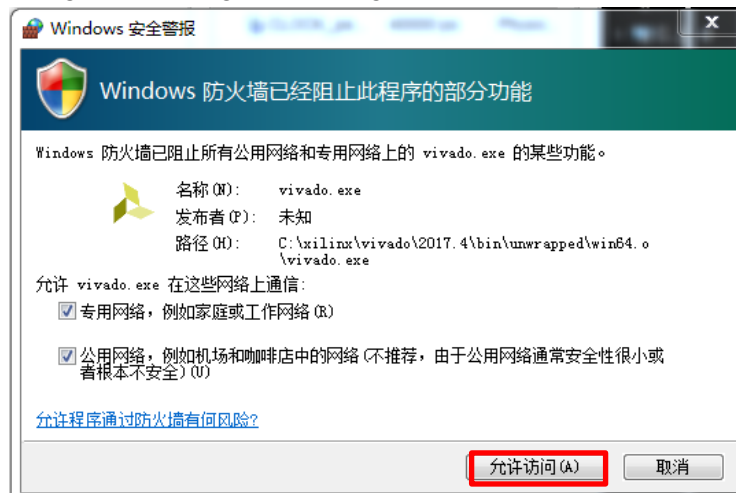 Windows 安全警报
x
Windows 防火墙已经阻止此程序的部分功能
Windows 防火墙已阻止所有公用网络和专用网络上的 vivado.exe 的某些功能。
名称(N): vivado.exe
发布者(P): 未知
路径(H): C:\xilinx\vivado\2017.4\bin\unwrapped\win64.o
\vivado.exe
允许 vivado.exe 在这些网络上通信:
专用网络，例如家庭或工作网络(R)
公用网络，例如机场和咖啡店中的网络(不推荐，由于公用网络通常安全性很小或
者根本不安全)(U)
允许程序通过防火墙有何风险?
允许访问(A)
取消